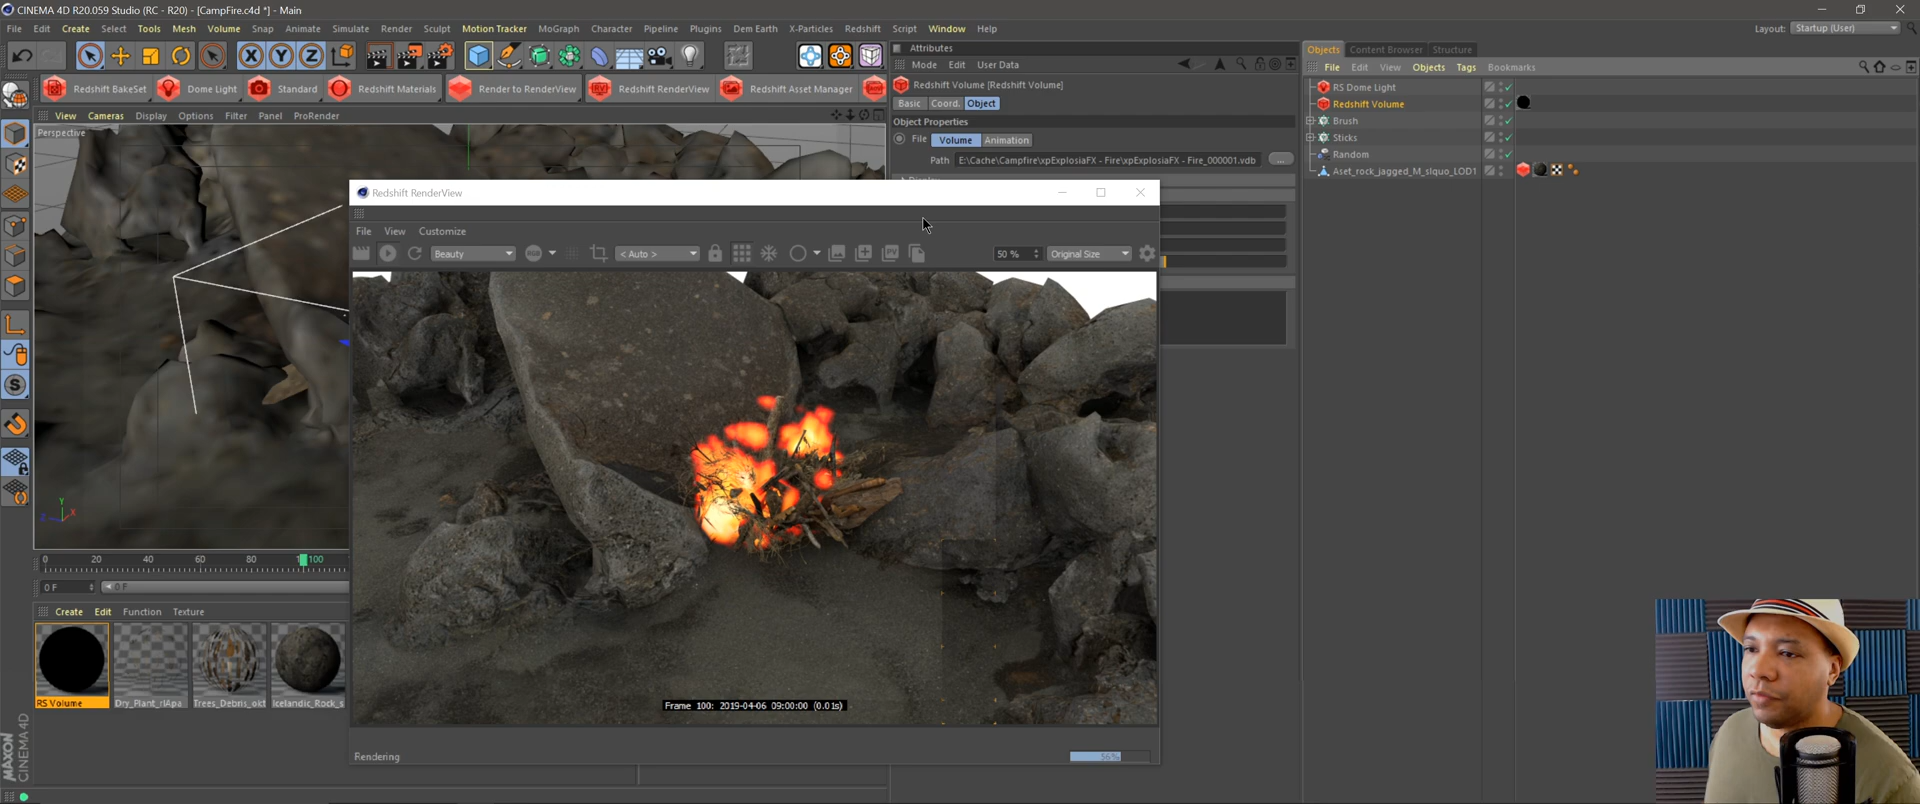 CINEMA 4D R20.059 Studio (RC - R20) - [CampFire.c4d *] - Main
File Edit Create Select Tools Mesh Volume Snap Animate Simulate Render Sculpt Motion Tracker MoGraph Character Pipeline Plugins Dem Earth X-Particles Redshift Script Window Help
Layout: Startup (User)
X Y Z
Redshift BakeSet Dome Light Standard Redshift Materials Render to RenderView Redshift RenderView Redshift Asset Manager
View Cameras Display Options Filter Panel ProRender
Perspective
Attributes
Mode Edit User Data
Redshift Volume [Redshift Volume]
Basic Coord. Object
Object Properties
File Volume Animation
Path E:\Cache\Campfire\xpExplosiaFX - Fire\xpExplosiaFX - Fire_000001.vdb ...
Objects Content Browser Structure
File Edit View Objects Tags Bookmarks
RS Dome Light
Redshift Volume
Brush
Sticks
Random
Aset_rock_jagged_M_slquo_LOD1
Redshift RenderView
File View Customize
Beauty
RGB
< Auto >
50 %
Original Size
Frame 100: 2019-04-06 09:00:00 (0.01s)
Rendering
56%
Y
X
Z
0 20 40 60 80 100
0 F
0 F
Create Edit Function Texture
RS Volume Dry_Plant_rlApa Trees_Debris_oict Icelandic_Rock_s
MAXON
CINEMA 4D